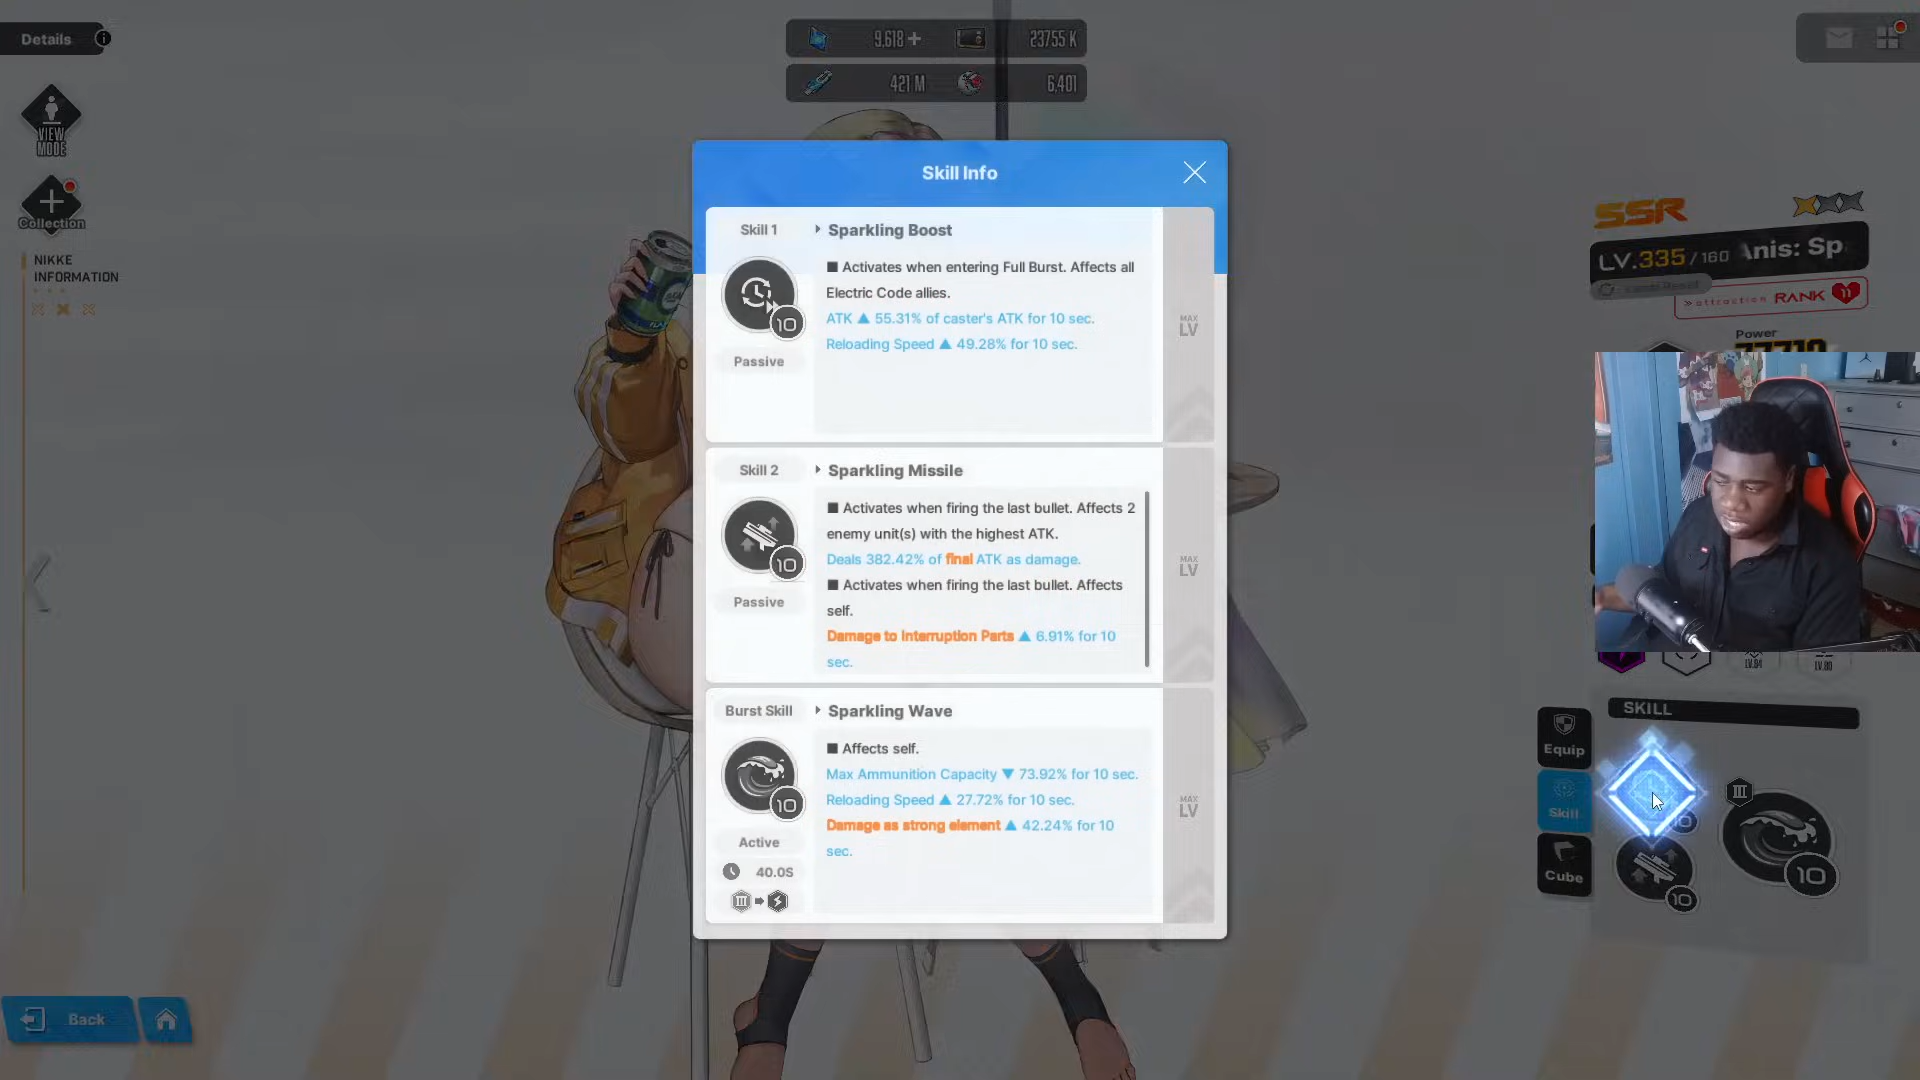 Details
9,618
23755 K
421 M
6,401
VIEW
MODE
Collection
NIKKE
INFORMATION
Skill Info
Skill 1
Sparkling Boost
■ Activates when entering Full Burst. Affects all
Electric Code allies.
ATK ▲ 55.31% of caster's ATK for 10 sec.
Reloading Speed ▲ 49.28% for 10 sec.
10
Passive
MAX
LV
Skill 2
Sparkling Missile
■ Activates when firing the last bullet. Affects 2
enemy unit(s) with the highest ATK.
Deals 382.42% of final ATK as damage.
■ Activates when firing the last bullet. Affects
self.
Damage to Interruption Parts ▲ 6.91% for 10
sec.
10
Passive
MAX
LV
Burst Skill
Sparkling Wave
■ Affects self.
Max Ammunition Capacity ▼ 73.92% for 10 sec.
Reloading Speed ▲ 27.72% for 10 sec.
Damage as strong element ▲ 42.24% for 10
sec.
10
Active
40.0S
III
MAX
LV
SSR
LV.335/160
Anis: Sp
attraction RANK
Power
LV.80
SKILL
Equip
Skill
Cube
III
10
10
10
Back